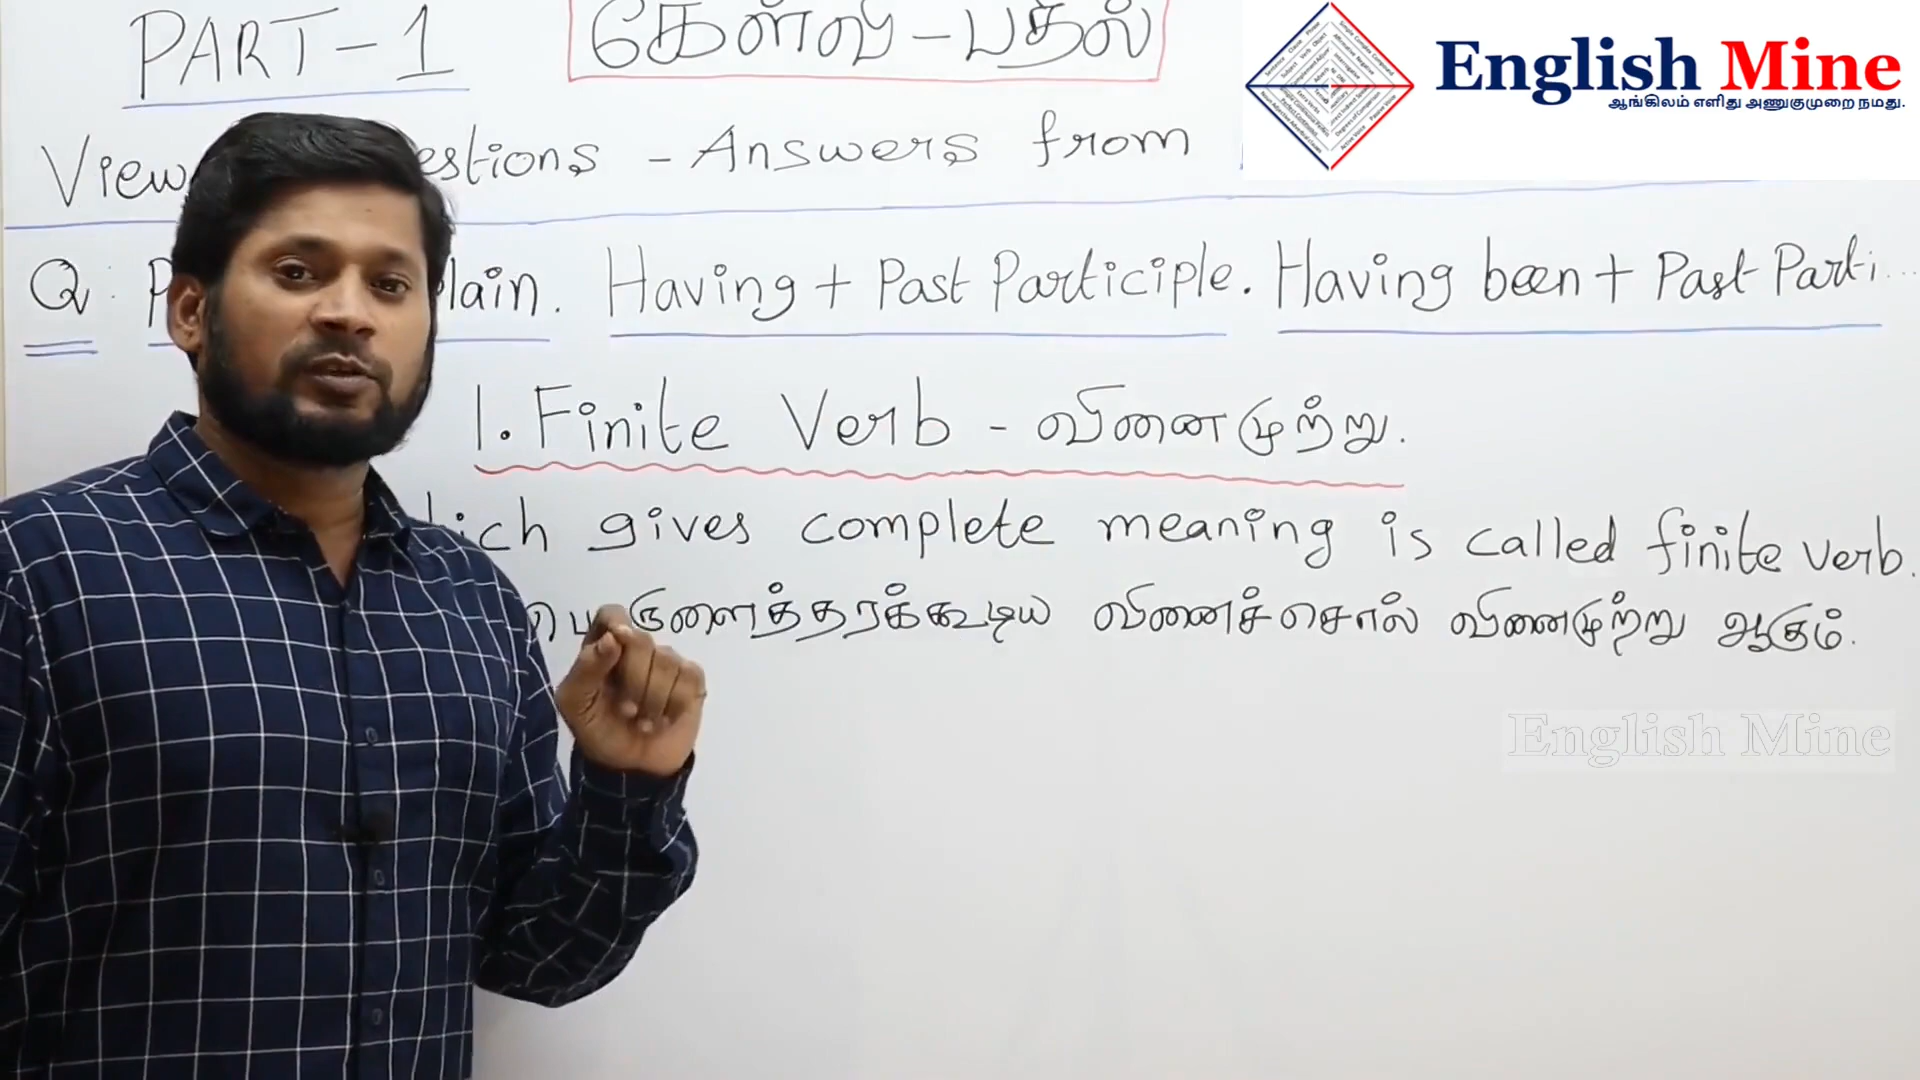 PART-1 கேள்வி-பதில்
English Mine
ஆங்கிலம் எளிது அணுகுமுறை நமது.
View estions - Answers from
Q: P lain. Having + Past Participle. Having been + Past Parti...
1. Finite Verb - வினைமுற்று.
hich gives complete meaning is called finite verb.
பொருளைத்தரக்கூடிய வினைச்சொல் வினைமுற்று ஆகும்.
English Mine